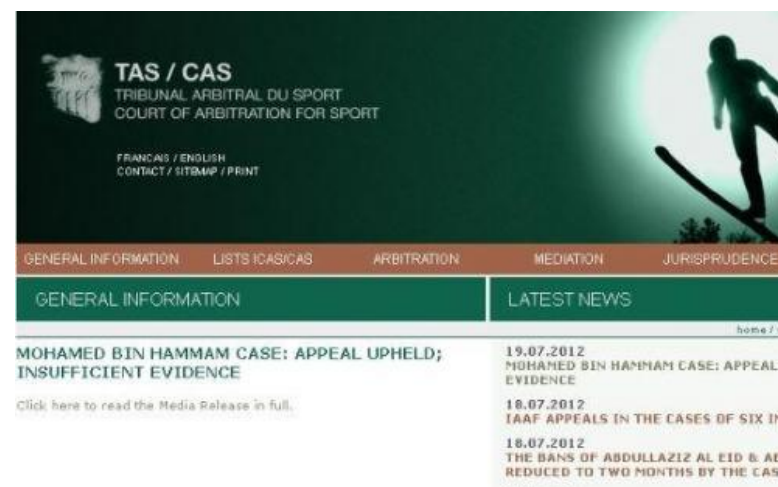 TAS / CAS
TRIBUNAL ARBITRAL DU SPORT
COURT OF ARBITRATION FOR SPORT
FRANCAIS / ENGLISH
CONTACT / SITEMAP / PRINT
GENERAL INFORMATION LISTS ICAS/CAS ARBITRATION MEDIATION JURISPRUDENCE
GENERAL INFORMATION
LATEST NEWS
home /
MOHAMED BIN HAMMAM CASE: APPEAL UPHELD;
INSUFFICIENT EVIDENCE
Click here to read the Media Release in full.
19.07.2012
MOHAMED BIN HAMMAM CASE: APPEAL
EVIDENCE
18.07.2012
IAAF APPEALS IN THE CASES OF SIX
18.07.2012
THE BANS OF ABDULLAZIZ AL EID &
REDUCED TO TWO MONTHS BY THE CAS